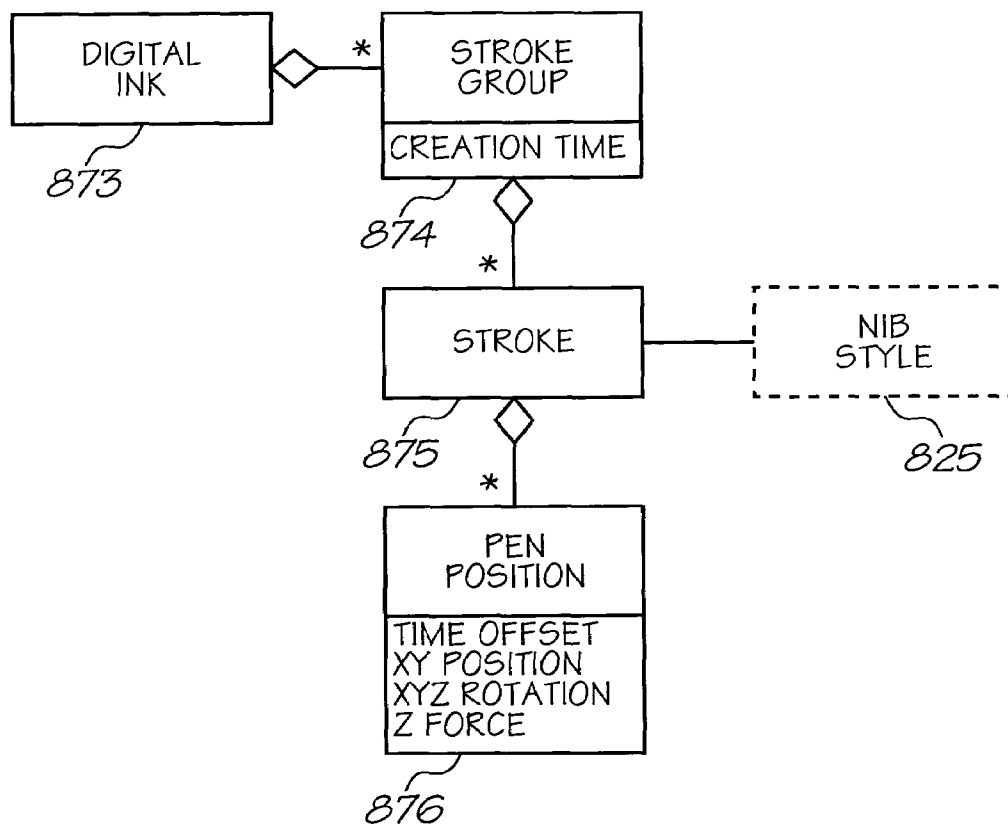 DIGITAL
INK
873
*
STROKE
GROUP
CREATION TIME
874
*
STROKE
875
NIB
STYLE
825
*
PEN
POSITION
TIME OFFSET
XY POSITION
XYZ ROTATION
Z FORCE
876